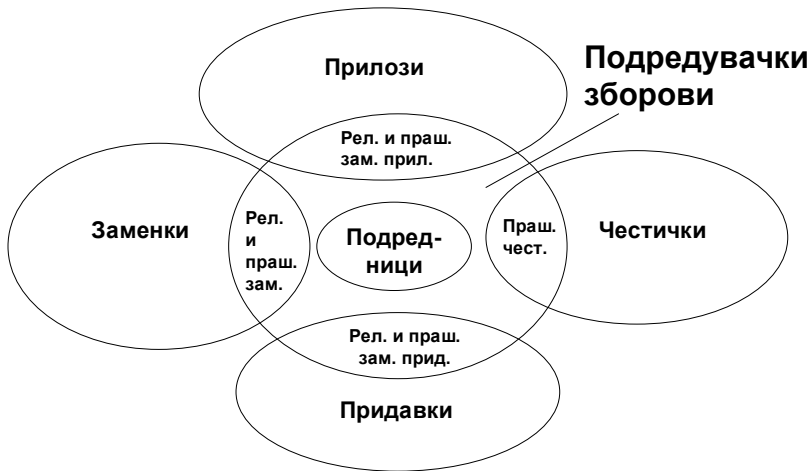 Прилози
Подредувачки
зборови
Рел. и праш.
зам. прил.
Заменки
Рел.
и
праш.
зам.
Подред-
ници
Праш.
чест.
Честички
Рел. и праш.
зам. прид.
Придавки